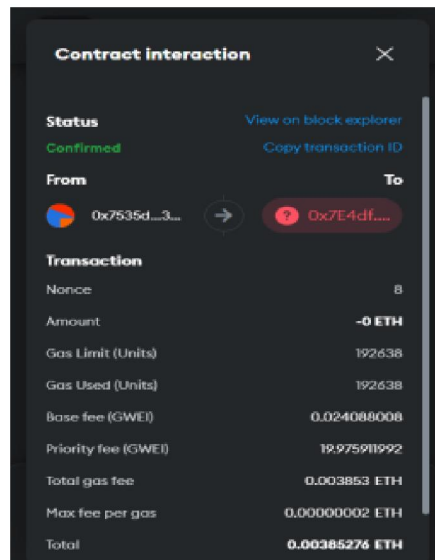 Contract interaction
Status View on block explorer
Confirmed Copy transaction ID
From To
0x7535d...3... 0x7E4df....
Transaction
Nonce 8
Amount -0 ETH
Gas Limit (Units) 192638
Gas Used (Units) 192638
Base fee (GWEI) 0.024088008
Priority fee (GWEI) 19.975911992
Total gas fee 0.003853 ETH
Max fee per gas 0.00000002 ETH
Total 0.00385276 ETH